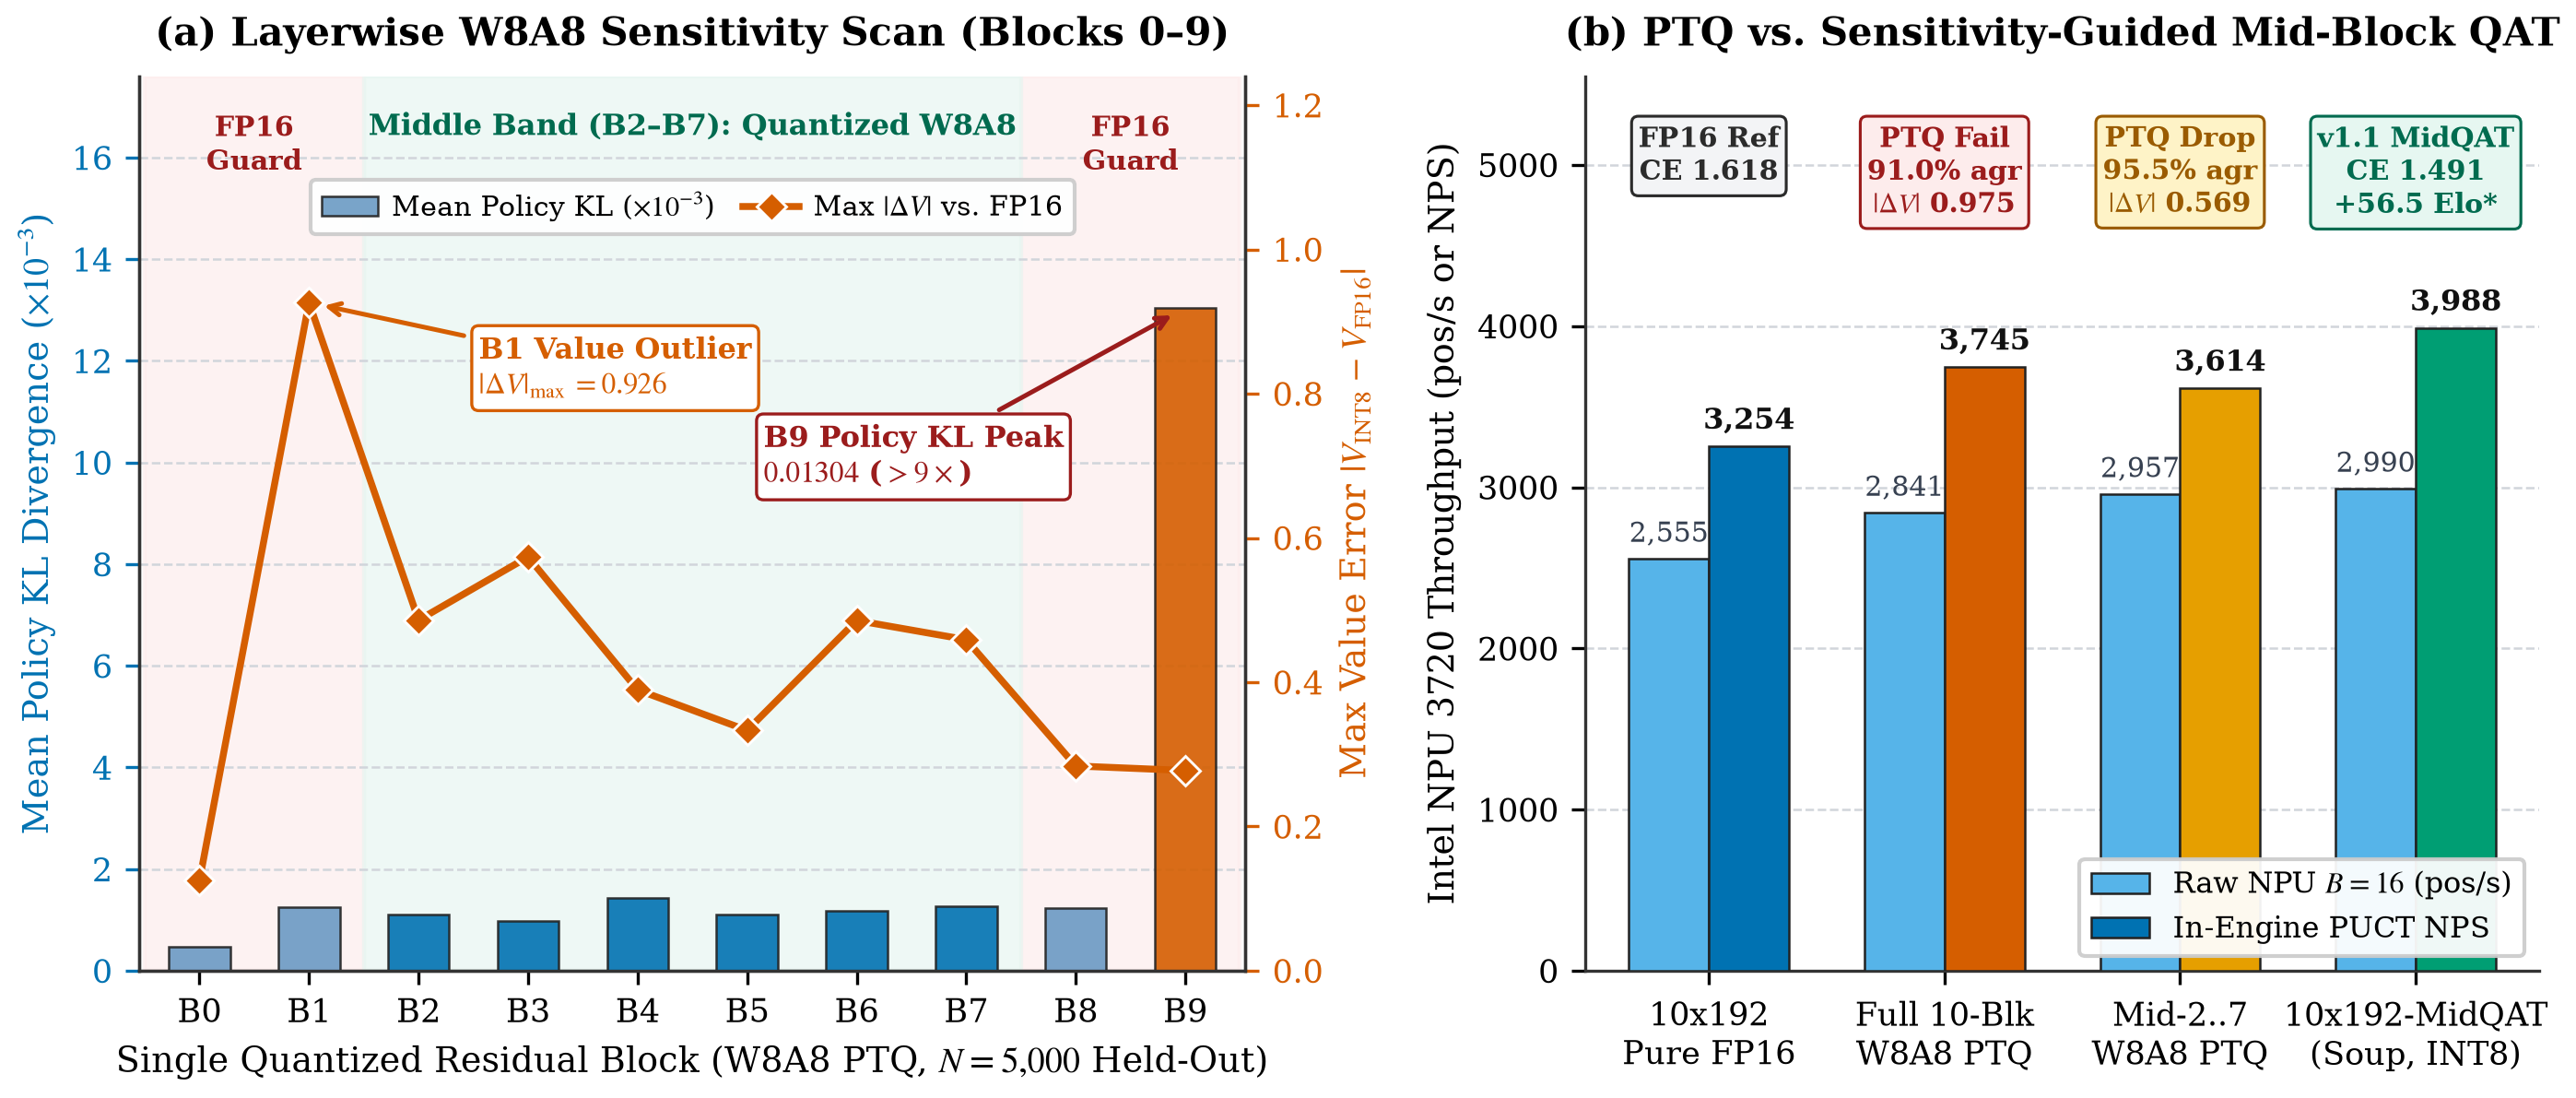 (a) Layerwise W8A8 Sensitivity Scan (Blocks 0–9)
Mean Policy KL Divergence (×10⁻³)
16
14
12
10
8
6
4
2
0
FP16
Guard
Middle Band (B2–B7): Quantized W8A8
FP16
Guard
Mean Policy KL (×10⁻³)
Max |ΔV| vs. FP16
B1 Value Outlier
|ΔV|max = 0.926
B9 Policy KL Peak
0.01304 (>9×)
1.2
1.0
0.8
0.6
0.4
0.2
0.0
Max Value Error |V_INT8 − V_FP16|
B0 B1 B2 B3 B4 B5 B6 B7 B8 B9
Single Quantized Residual Block (W8A8 PTQ, N = 5,000 Held-Out)
(b) PTQ vs. Sensitivity-Guided Mid-Block QAT
Intel NPU 3720 Throughput (pos/s or NPS)
5000
4000
3000
2000
1000
0
FP16 Ref
CE 1.618
PTQ Fail
91.0% agr
|ΔV| 0.975
PTQ Drop
95.5% agr
|ΔV| 0.569
v1.1 MidQAT
CE 1.491
+56.5 Elo*
2,555
3,254
2,841
3,745
2,957
3,614
2,990
3,988
Raw NPU B = 16 (pos/s)
In-Engine PUCT NPS
10x192
Pure FP16
Full 10-Blk
W8A8 PTQ
Mid-2..7
W8A8 PTQ
10x192-MidQAT
(Soup, INT8)